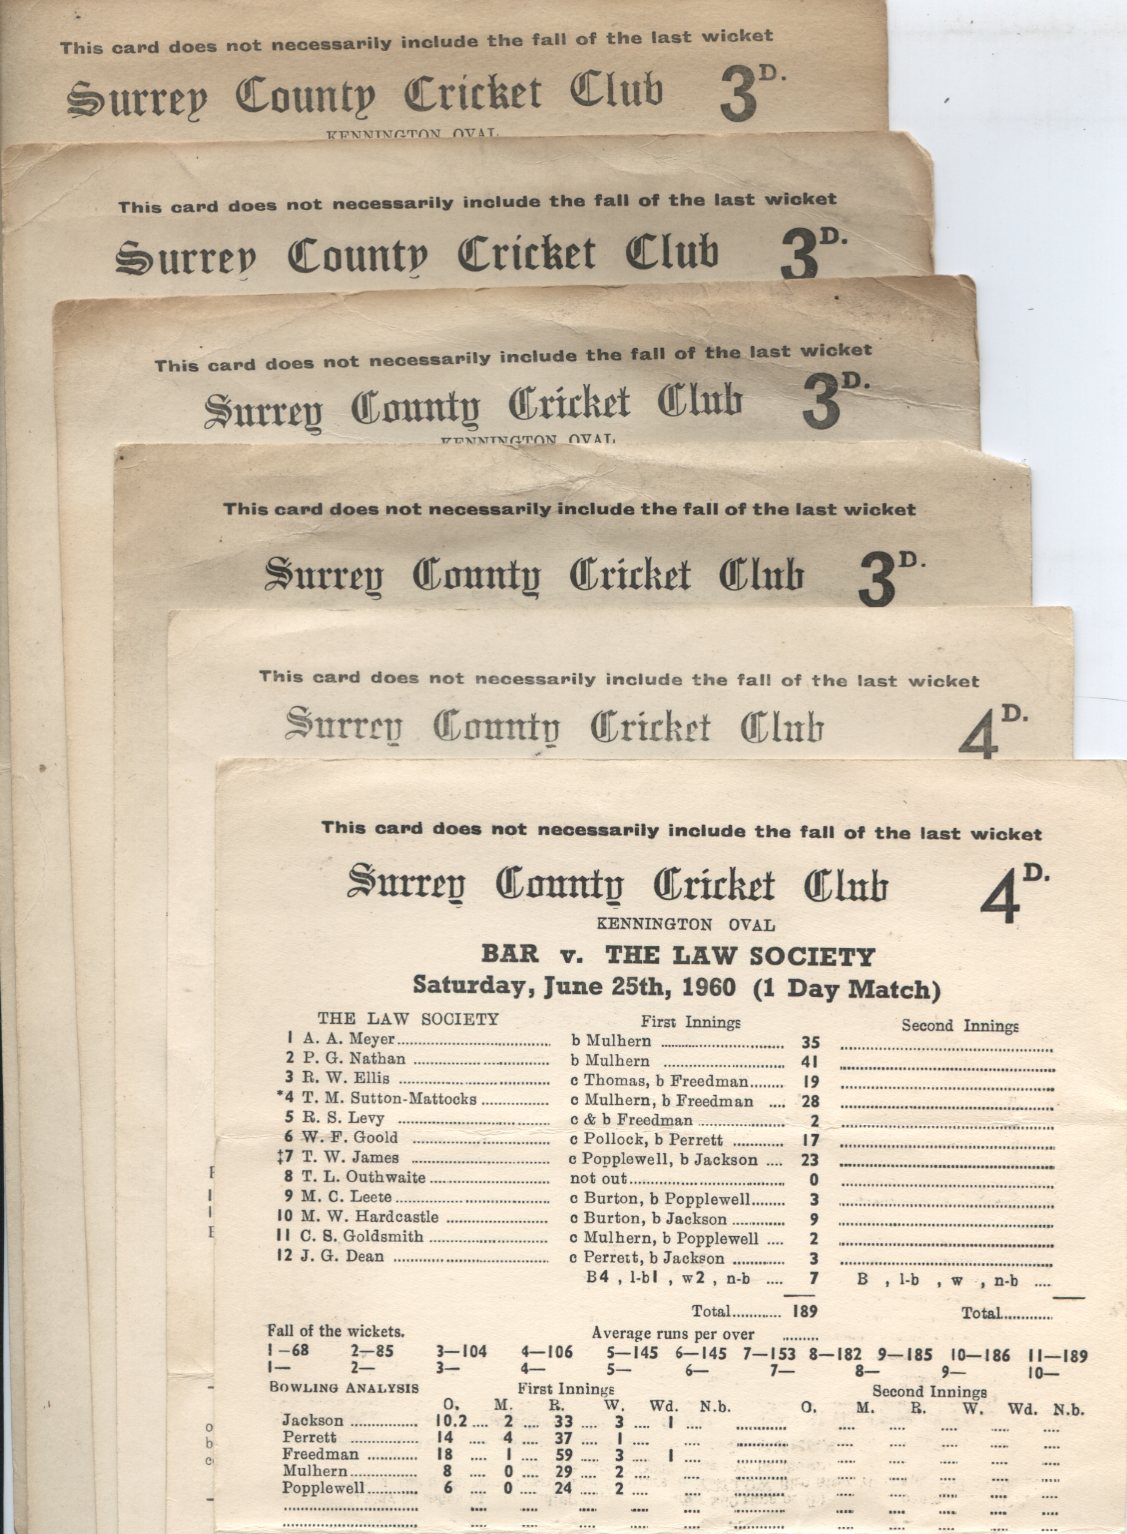 This card does not necessarily include the fall of the last wicket
Surrey County Cricket Club 3D.
KENNINGTON OVAL
This card does not necessarily include the fall of the last wicket
Surrey County Cricket Club 3D.
This card does not necessarily include the fall of the last wicket
Surrey County Cricket Club 3D.
KENNINGTON OVAL
This card does not necessarily include the fall of the last wicket
Surrey County Cricket Club 3D.
This card does not necessarily include the fall of the last wicket
Surrey County Cricket Club 4D.
This card does not necessarily include the fall of the last wicket
Surrey County Cricket Club 4D.
KENNINGTON OVAL
BAR v. THE LAW SOCIETY
Saturday, June 25th, 1960 (1 Day Match)
THE LAW SOCIETY First Innings Second Innings
1 A. A. Meyer.......... b Mulhern .......... 35 ..........
2 P. G. Nathan .......... b Mulhern .......... 41 ..........
3 R. W. Ellis .......... c Thomas, b Freedman........ 19 ..........
*4 T. M. Sutton-Mattocks .......... c Mulhern, b Freedman .... 28 ..........
5 R. S. Levy .......... c & b Freedman .......... 2 ..........
6 W. F. Goold .......... c Pollock, b Perrett .......... 17 ..........
‡7 T. W. James .......... c Popplewell, b Jackson .... 23 ..........
8 T. L. Outhwaite .......... not out.......... 0 ..........
9 M. C. Leete.......... c Burton, b Popplewell........ 3 ..........
10 M. W. Hardcastle .......... c Burton, b Jackson .......... 9 ..........
11 C. S. Goldsmith .......... c Mulhern, b Popplewell .... 2 ..........
12 J. G. Dean .......... c Perrett, b Jackson .......... 3 ..........
B4 , l-b1 , w2 , n-b .... 7 B , l-b , w , n-b ....
Total............ 189 Total............
Fall of the wickets. Average runs per over .........
1—68 2—85 3—104 4—106 5—145 6—145 7—153 8—182 9—185 10—186 11—189
1— 2— 3— 4— 5— 6— 7— 8— 9— 10—
BOWLING ANALYSIS First Innings Second Innings
O. M. R. W. Wd. N.b. O. M. R. W. Wd. N.b.
Jackson .......... 10.2 .... 2 .... 33 .... 3 .... 1 ....
Perrett .......... 14 .... 4 .... 37 .... 1 ....
Freedman .......... 18 .... 1 .... 59 .... 3 .... 1 ....
Mulhern.......... 8 .... 0 .... 29 .... 2 ....
Popplewell.......... 6 .... 0 .... 24 .... 2 ....